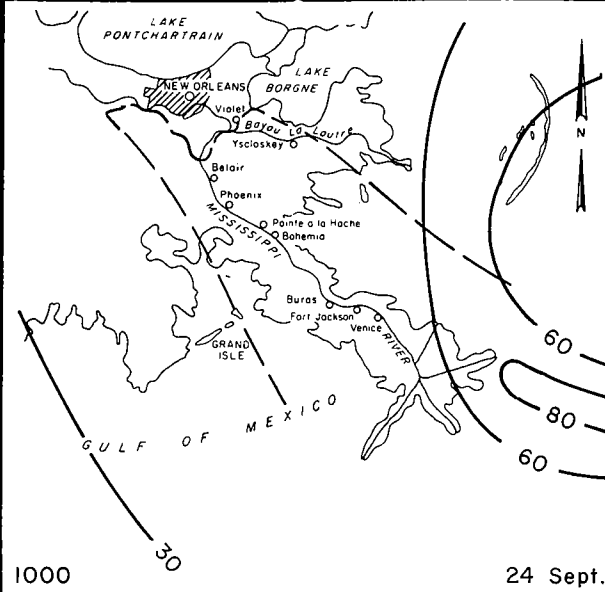 LAKE
PONTCHARTRAIN
NEW ORLEANS
LAKE
BORGNE
Violet
Bayou La Loutre
Yscloskey
N
Belair
Phoenix
MISSISSIPPI
Pointe a la Hache
Bohemia
Buras
Fort Jackson
Venice
RIVER
GRAND
ISLE
GULF OF MEXICO
60
80
60
30
1000
24 Sept.